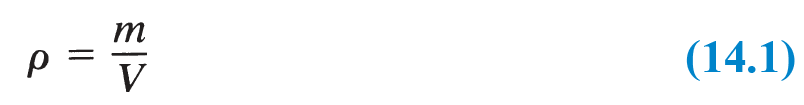 ρ = m/V (14.1)